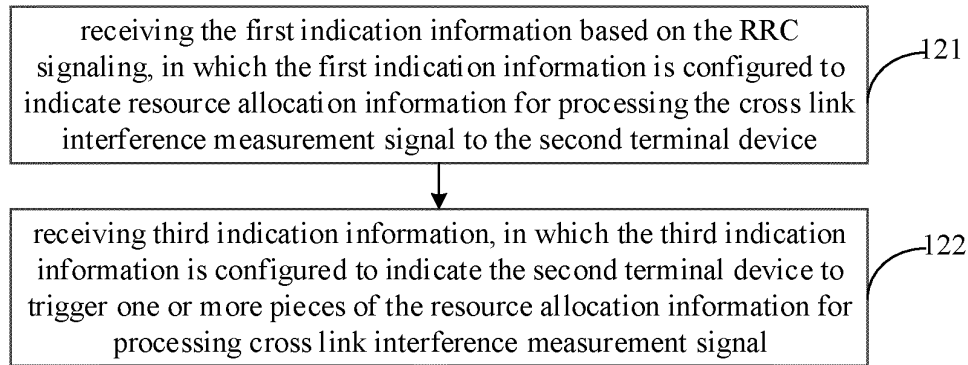 receiving the first indication information based on the RRC
signaling, in which the first indication information is configured to
indicate resource allocation information for processing the cross link
interference measurement signal to the second terminal device
121
receiving third indication information, in which the third indication
information is configured to indicate the second terminal device to
trigger one or more pieces of the resource allocation information for
processing cross link interference measurement signal
122